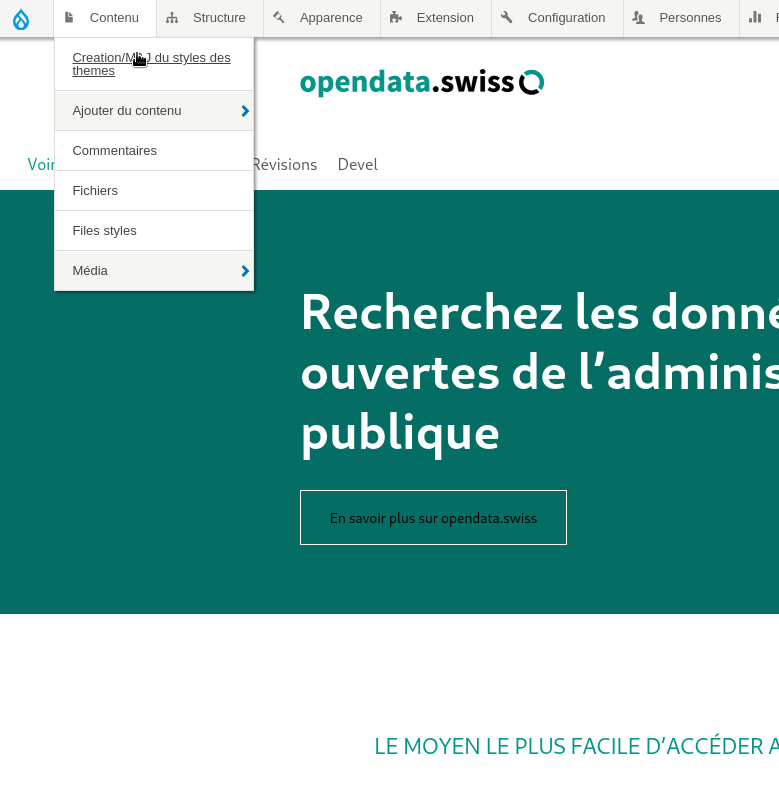 Contenu Structure Apparence Extension Configuration Personnes
Creation/MAJ du styles des
themes
Ajouter du contenu
Commentaires
Fichiers
Files styles
Média
opendata.swiss
Voir Révisions Devel
Recherchez les donné
ouvertes de l’adminis
publique
En savoir plus sur opendata.swiss
LE MOYEN LE PLUS FACILE D’ACCÉDER A